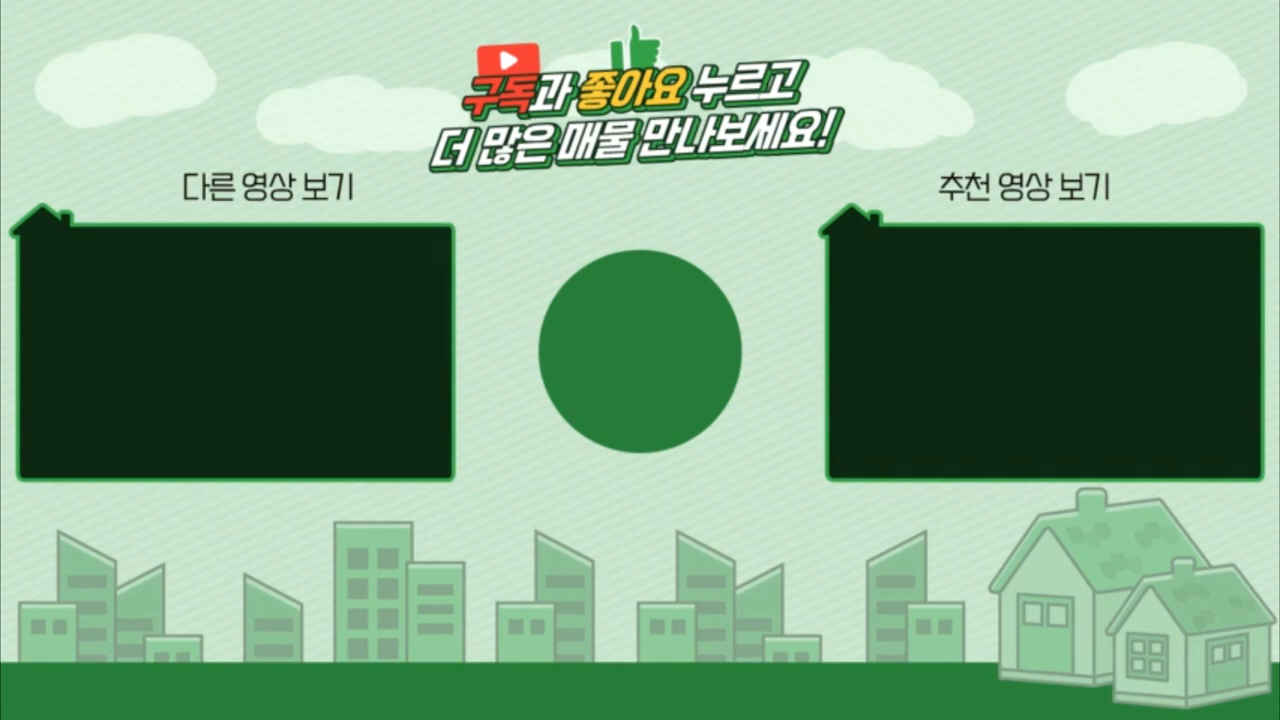 구독과 좋아요 누르고
더 많은 매물 만나보세요!
다른 영상 보기
추천 영상 보기